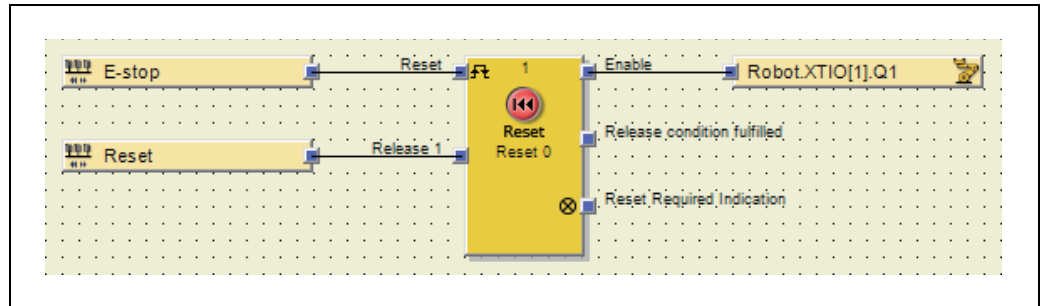 E-stop
Reset
1
Enable
Robot.XTIO[1].Q1
Reset
Reset 0
Release condition fulfilled
Reset
Release 1
Reset Required Indication